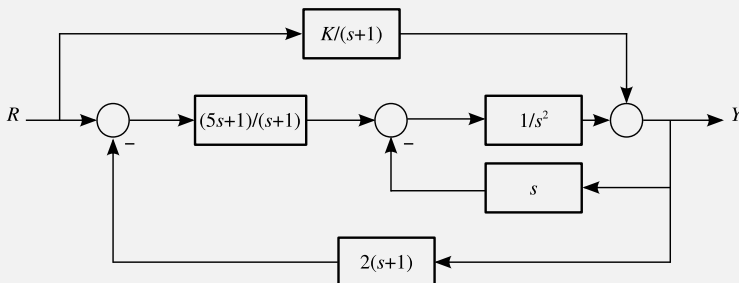 K/(s+1)
R
(5s+1)/(s+1)
1/s²
Y
−
−
s
2(s+1)